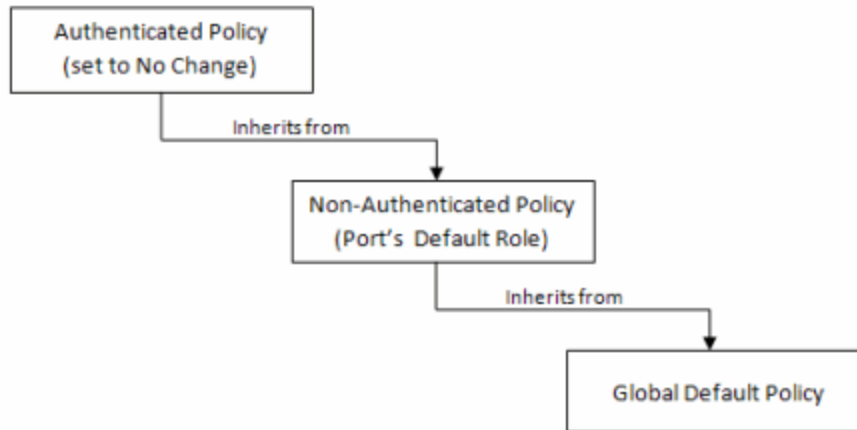 Authenticated Policy
(set to No Change)
Inherits from
Non-Authenticated Policy
(Port's Default Role)
Inherits from
Global Default Policy